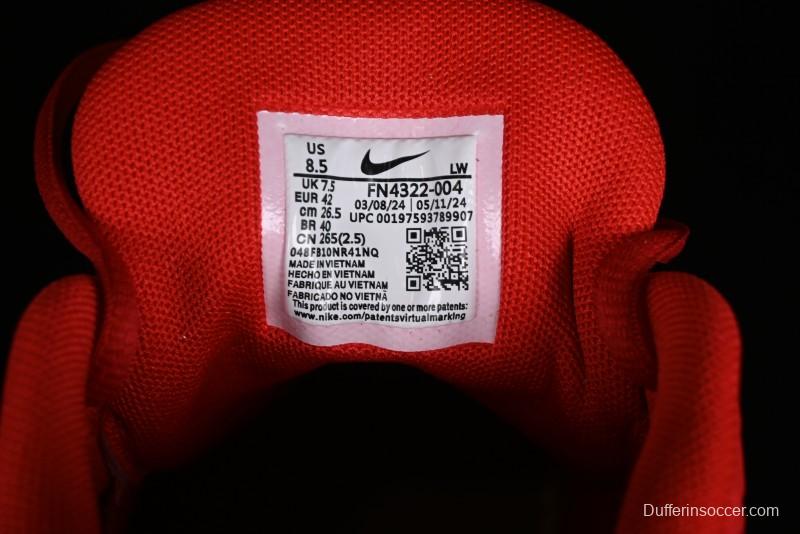 US
8.5
LW
UK 7.5
EUR 42
cm 26.5
BR 40
CN 265(2.5)
FN4322-004
03/08/24 | 05/11/24
UPC 00197593789907
048FB10NR41NQ
MADE IN VIETNAM
HECHO EN VIETNAM
FABRIQUE AU VIETNAM
FABRICADO NO VIETNÃ
This product is covered by one or more patents:
www.nike.com/patentsvirtualmarking
Dufferinsoccer.com